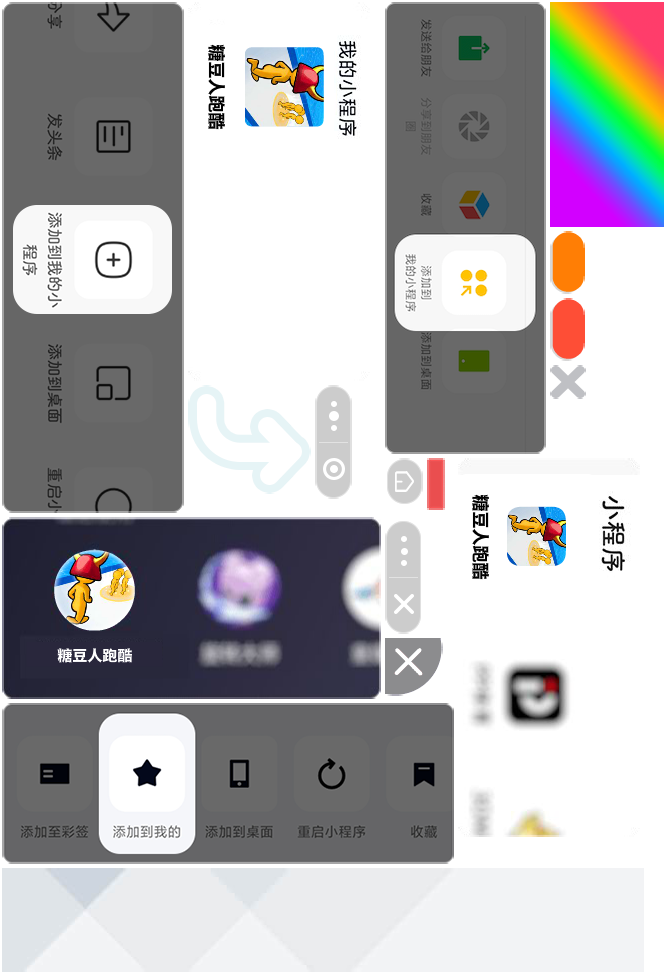 分享
发头条
添加到我的小
程序
添加到桌面
重启小
我的小程序
糖豆人跑酷
发送给朋友
分享到朋友
圈
收藏
添加到
我的小程序
添加到桌面
小程序
糖豆人跑酷
糖豆人跑酷
添加至彩签
添加到我的
添加到桌面
重启小程序
收藏